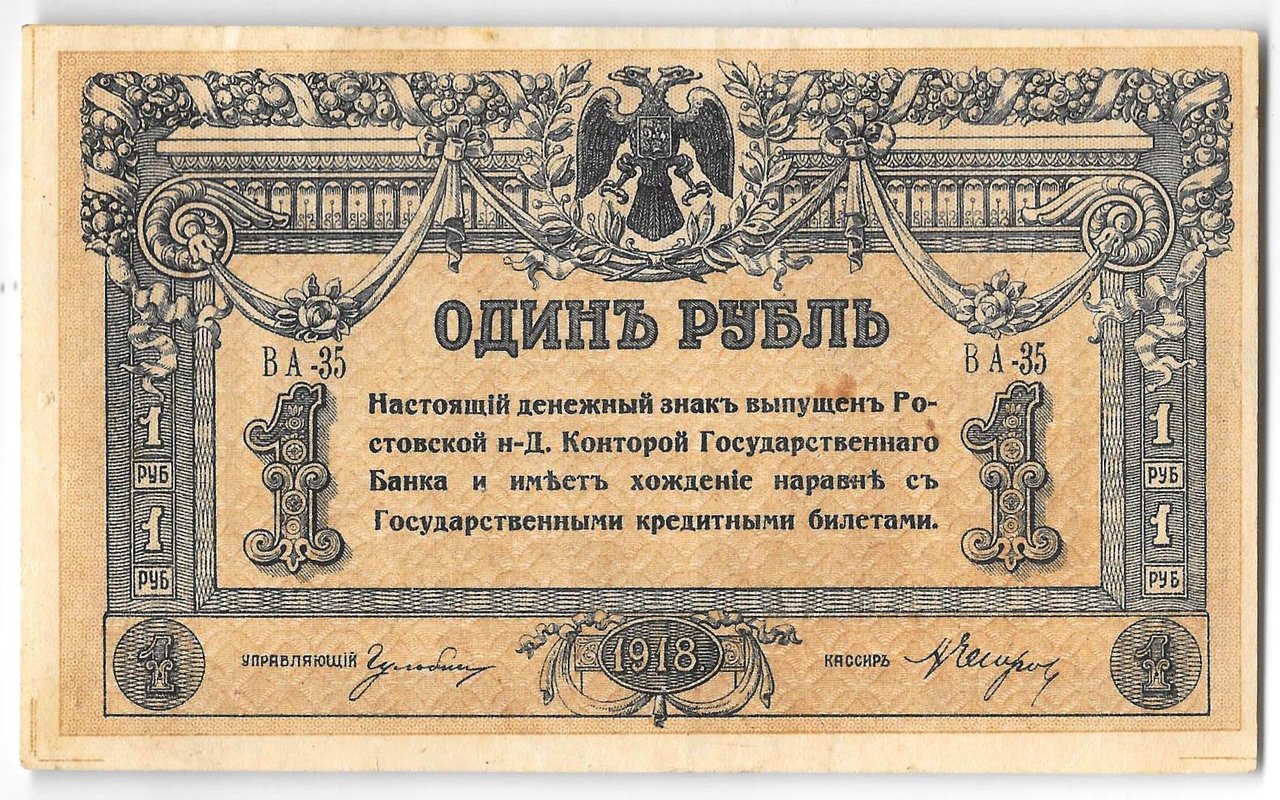 ОДИНЪ РУБЛЬ
ВА-35
ВА-35
1
1
Настоящій денежный знакъ выпущенъ Ро-
стовской н-Д. Конторой Государственнаго
Банка и имѣетъ хожденіе наравнѣ съ
Государственными кредитными билетами.
1
РУБ
1
РУБ
1
РУБ
1
РУБ
1
УПРАВЛЯЮЩІЙ
1918.
КАССИРЪ
1